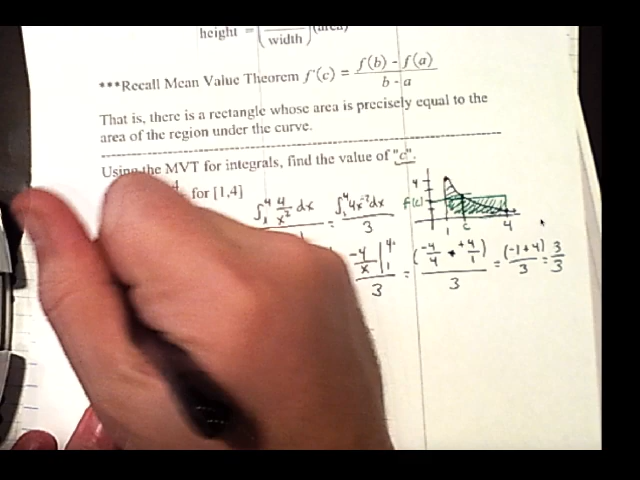 height = (1/width)(area)
***Recall Mean Value Theorem f'(c) = f(b) - f(a) / b - a
That is, there is a rectangle whose area is precisely equal to the
area of the region under the curve.
Using the MVT for integrals, find the value of "c".
for [1,4]
∫₁⁴ 4/x² dx = ∫₁⁴ 4x⁻² dx / 3
4
f(c)
1 c 4
-4/x |₁⁴ / 3 = (-4/4 + +4/1) / 3 = (-1+4)/3 = 3/3